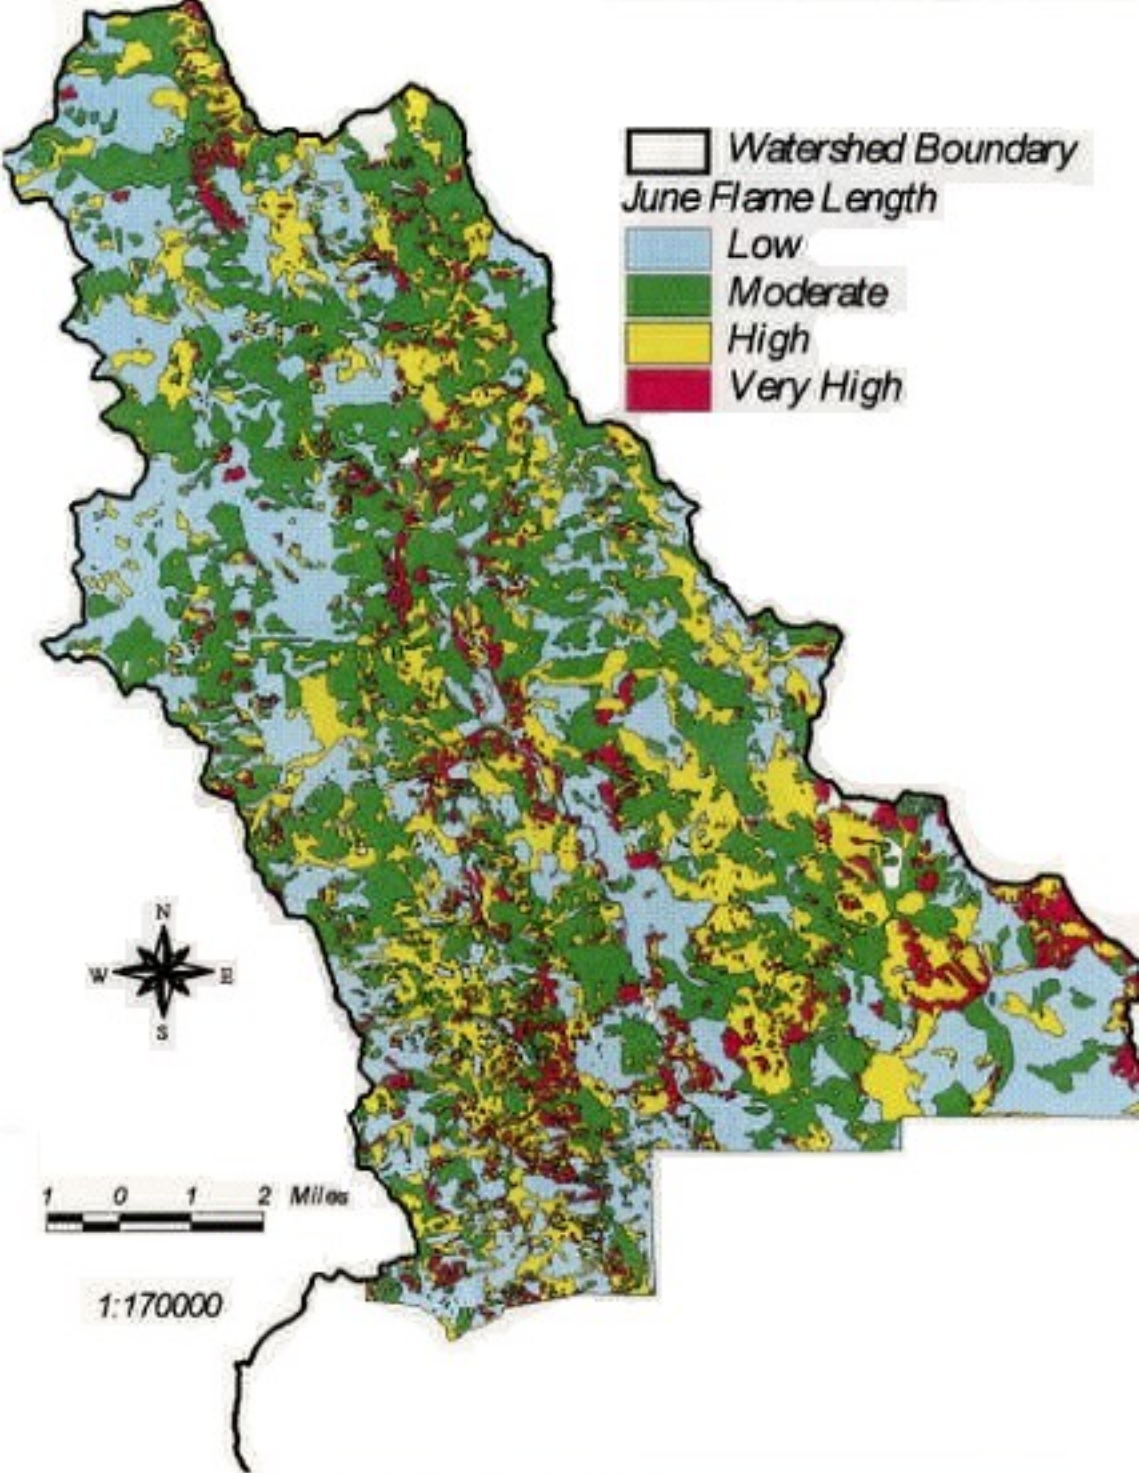 Watershed Boundary
June Flame Length
Low
Moderate
High
Very High
N
W E
S
1 0 1 2 Miles
1:170000